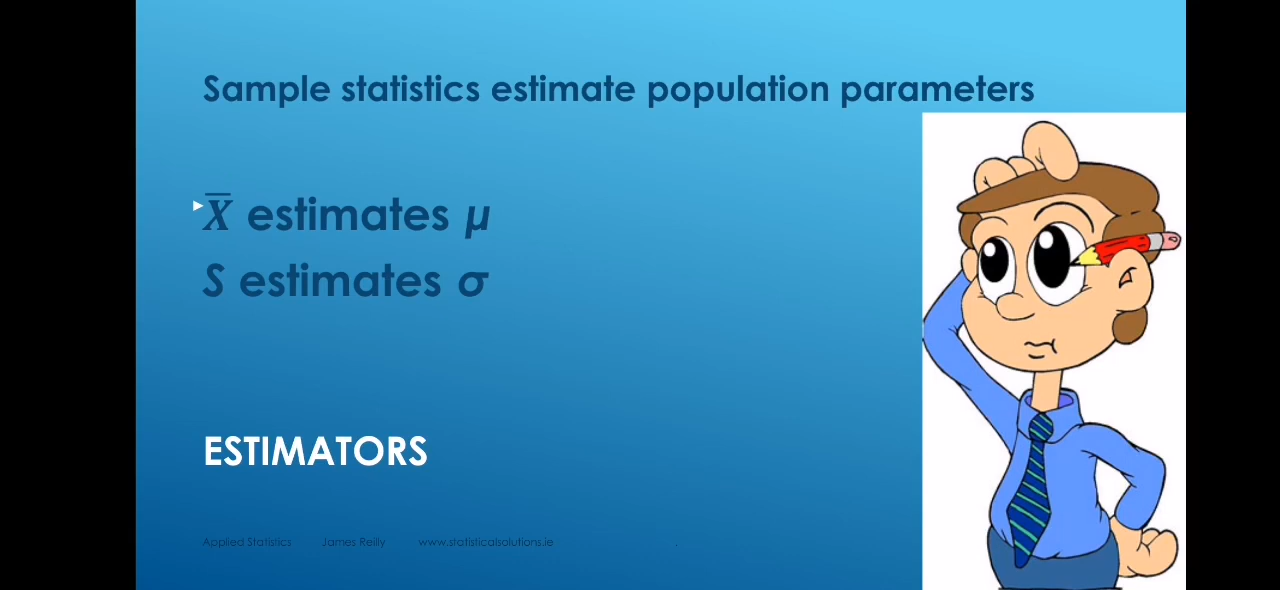 Sample statistics estimate population parameters
X̅ estimates μ
S estimates σ
ESTIMATORS
Applied Statistics James Reilly www.statisticalsolutions.ie